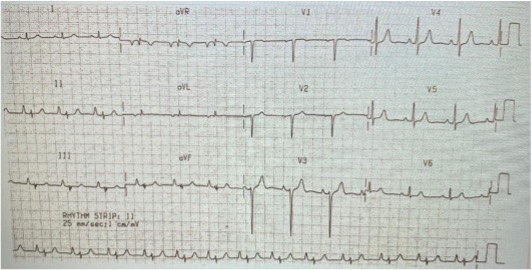 I aVR V1 V4
II aVL V2 V5
III aVF V3 V6
RHYTHM STRIP: II
25 mm/sec;1 cm/mV